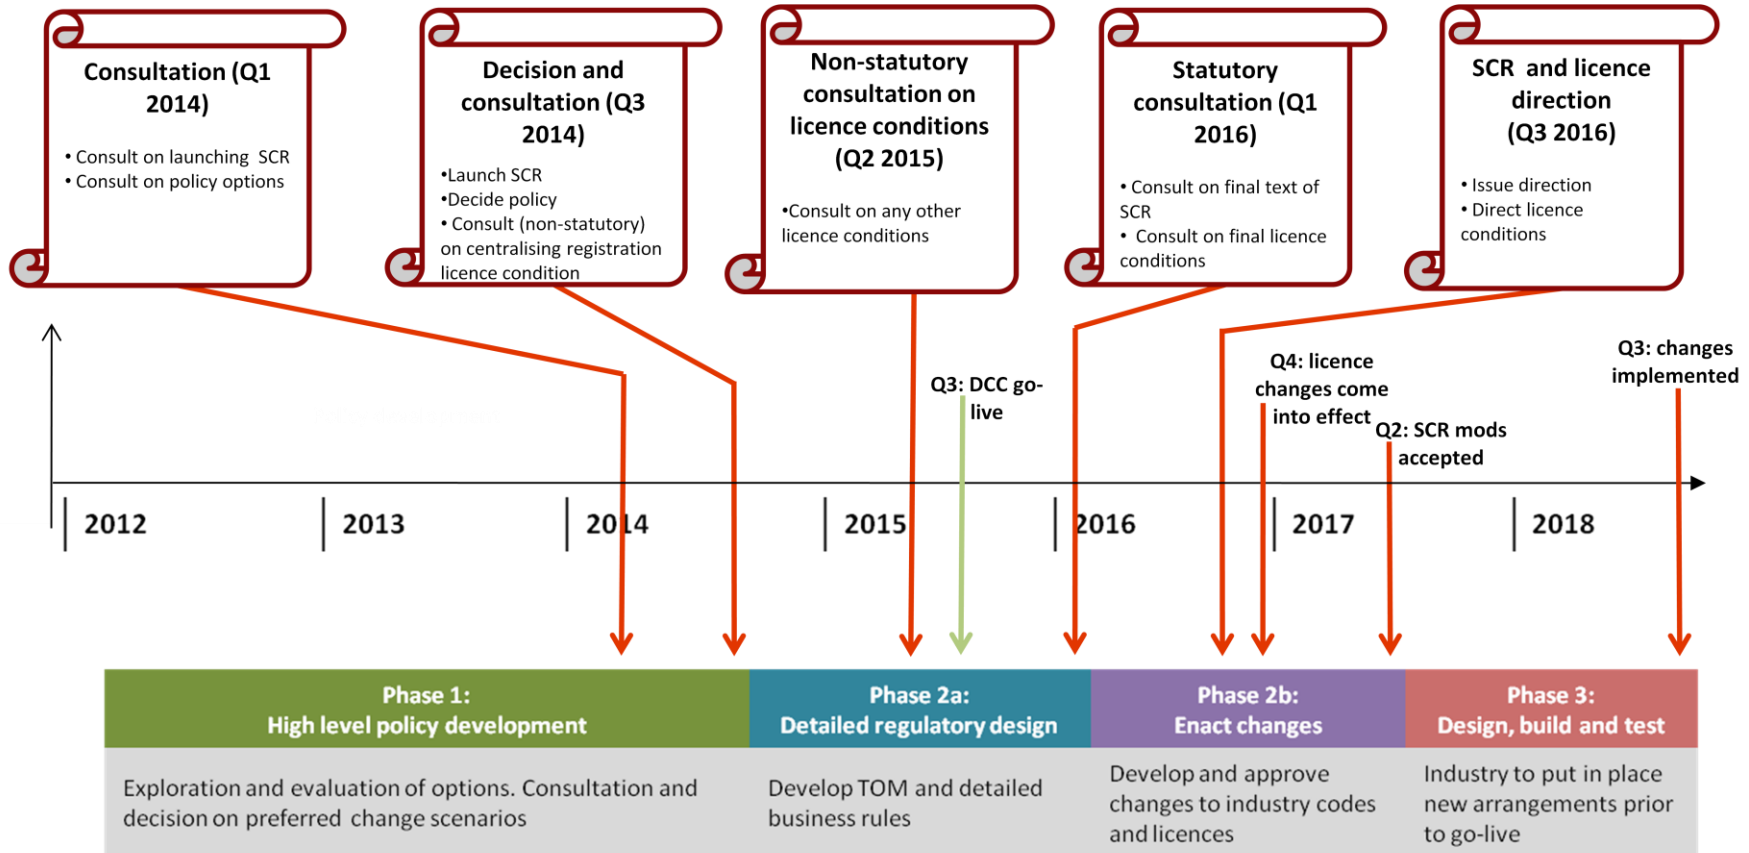 Consultation (Q1
2014)
• Consult on launching SCR
• Consult on policy options
Decision and
consultation (Q3
2014)
•Launch SCR
•Decide policy
• Consult (non-statutory)
on centralising registration
licence condition
Non-statutory
consultation on
licence conditions
(Q2 2015)
•Consult on any other
licence conditions
Statutory
consultation (Q1
2016)
• Consult on final text of
SCR
• Consult on final licence
conditions
SCR and licence
direction
(Q3 2016)
• Issue direction
• Direct licence
conditions
Q3: DCC go-
live
Q4: licence
changes come
into effect
Q2: SCR mods
accepted
Q3: changes
implemented
2012
2013
2014
2015
2016
2017
2018
Phase 1:
High level policy development
Phase 2a:
Detailed regulatory design
Phase 2b:
Enact changes
Phase 3:
Design, build and test
Exploration and evaluation of options. Consultation and
decision on preferred change scenarios
Develop TOM and detailed
business rules
Develop and approve
changes to industry codes
and licences
Industry to put in place
new arrangements prior
to go-live